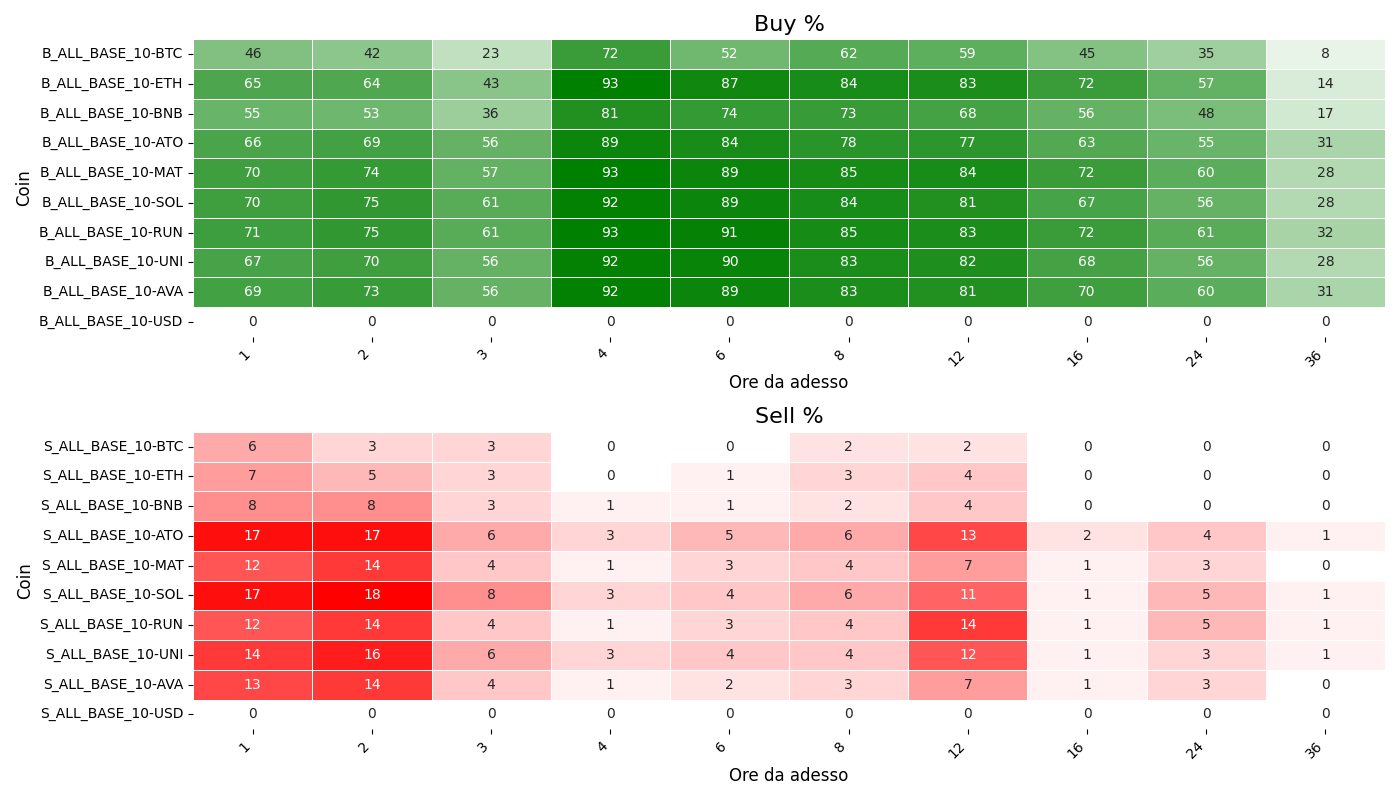 Buy %
Coin
B_ALL_BASE_10-BTC 46 42 23 72 52 62 59 45 35 8
B_ALL_BASE_10-ETH 65 64 43 93 87 84 83 72 57 14
B_ALL_BASE_10-BNB 55 53 36 81 74 73 68 56 48 17
B_ALL_BASE_10-ATO 66 69 56 89 84 78 77 63 55 31
B_ALL_BASE_10-MAT 70 74 57 93 89 85 84 72 60 28
B_ALL_BASE_10-SOL 70 75 61 92 89 84 81 67 56 28
B_ALL_BASE_10-RUN 71 75 61 93 91 85 83 72 61 32
B_ALL_BASE_10-UNI 67 70 56 92 90 83 82 68 56 28
B_ALL_BASE_10-AVA 69 73 56 92 89 83 81 70 60 31
B_ALL_BASE_10-USD 0 0 0 0 0 0 0 0 0 0
1 2 3 4 6 8 12 16 24 36
Ore da adesso
Sell %
Coin
S_ALL_BASE_10-BTC 6 3 3 0 0 2 2 0 0 0
S_ALL_BASE_10-ETH 7 5 3 0 1 3 4 0 0 0
S_ALL_BASE_10-BNB 8 8 3 1 1 2 4 0 0 0
S_ALL_BASE_10-ATO 17 17 6 3 5 6 13 2 4 1
S_ALL_BASE_10-MAT 12 14 4 1 3 4 7 1 3 0
S_ALL_BASE_10-SOL 17 18 8 3 4 6 11 1 5 1
S_ALL_BASE_10-RUN 12 14 4 1 3 4 14 1 5 1
S_ALL_BASE_10-UNI 14 16 6 3 4 4 12 1 3 1
S_ALL_BASE_10-AVA 13 14 4 1 2 3 7 1 3 0
S_ALL_BASE_10-USD 0 0 0 0 0 0 0 0 0 0
1 2 3 4 6 8 12 16 24 36
Ore da adesso